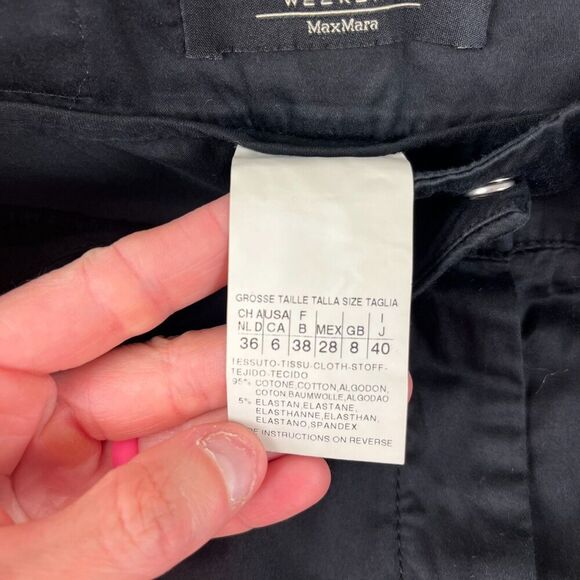 MaxMara
GROSSE TAILLE TALLA SIZE TAGLIA
CH A USA F I
NL D CA B MEX GB J
36 6 38 28 8 40
TESSUTO-TISSU-CLOTH-STOFF-
TEJIDO-TECIDO
95% COTONE,COTTON,ALGODON,
COTON,BAUMWOLLE,ALGODAO
5% ELASTAN,ELASTANE,
ELASTHANNE,ELASTHAN,
ELASTANO,SPANDEX
INSTRUCTIONS ON REVERSE